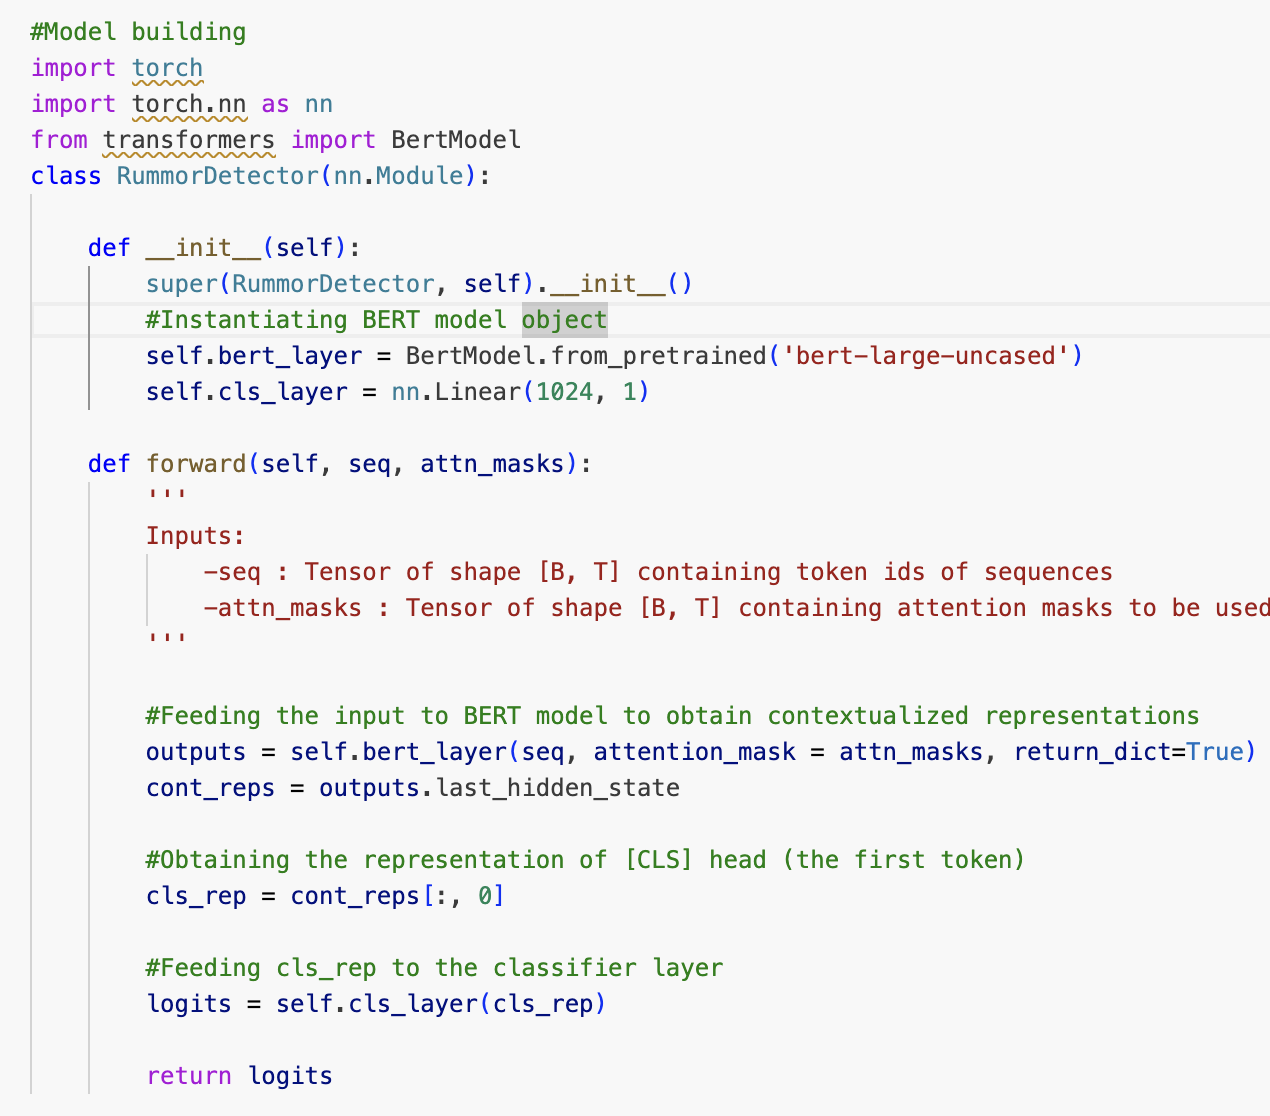 #Model building
import torch
import torch.nn as nn
from transformers import BertModel
class RummorDetector(nn.Module):
def __init__(self):
super(RummorDetector, self).__init__()
#Instantiating BERT model object
self.bert_layer = BertModel.from_pretrained('bert-large-uncased')
self.cls_layer = nn.Linear(1024, 1)
def forward(self, seq, attn_masks):
'''
Inputs:
-seq : Tensor of shape [B, T] containing token ids of sequences
-attn_masks : Tensor of shape [B, T] containing attention masks to be used
'''
#Feeding the input to BERT model to obtain contextualized representations
outputs = self.bert_layer(seq, attention_mask = attn_masks, return_dict=True)
cont_reps = outputs.last_hidden_state
#Obtaining the representation of [CLS] head (the first token)
cls_rep = cont_reps[:, 0]
#Feeding cls_rep to the classifier layer
logits = self.cls_layer(cls_rep)
return logits